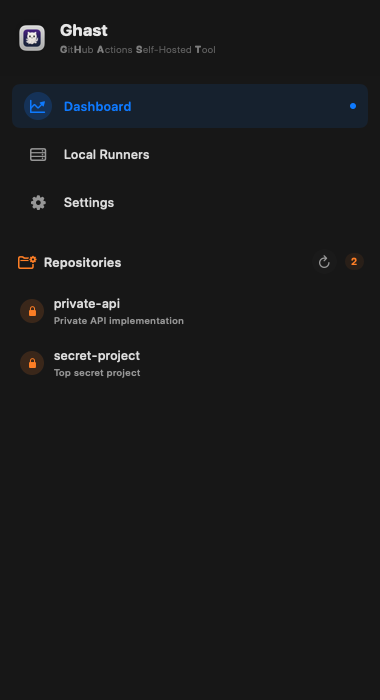 Ghast
GitHub Actions Self-Hosted Tool
Dashboard
Local Runners
Settings
Repositories
2
private-api
Private API implementation
secret-project
Top secret project